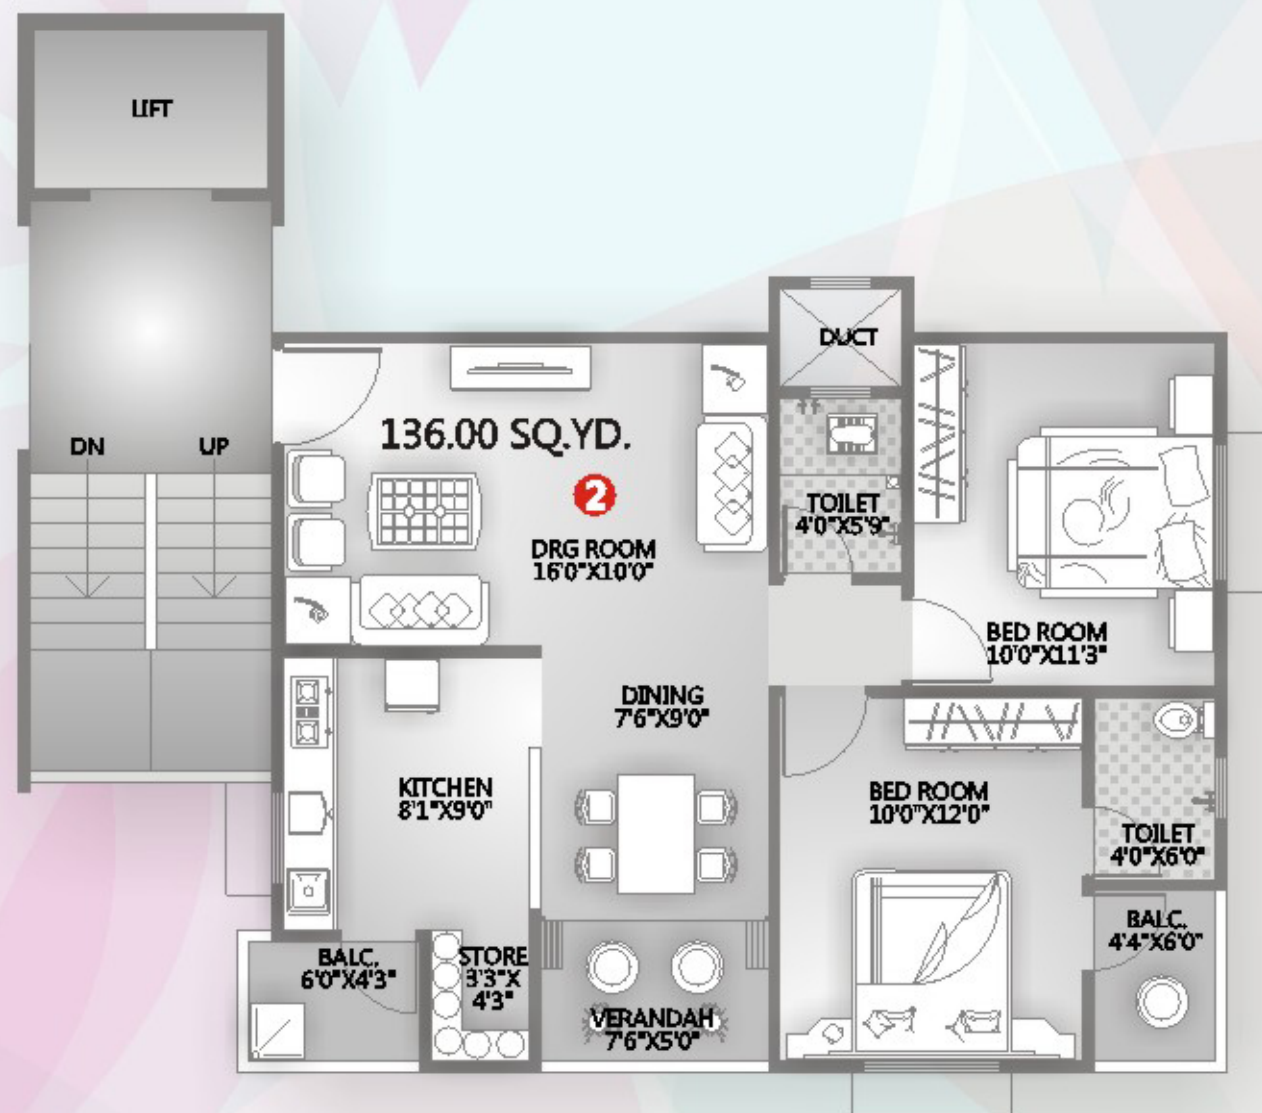 LIFT
DN
UP
136.00 SQ.YD.
2
DRG ROOM
16'0"X10'0"
DUCT
TOILET
4'0"X5'9"
BED ROOM
10'0"X11'3"
DINING
7'6"X9'0"
KITCHEN
8'1"X9'0"
BED ROOM
10'0"X12'0"
TOILET
4'0"X6'0"
BALC.
6'0"X4'3"
STORE
3'3"X
4'3"
VERANDAH
7'6"X5'0"
BALC.
4'4"X6'0"